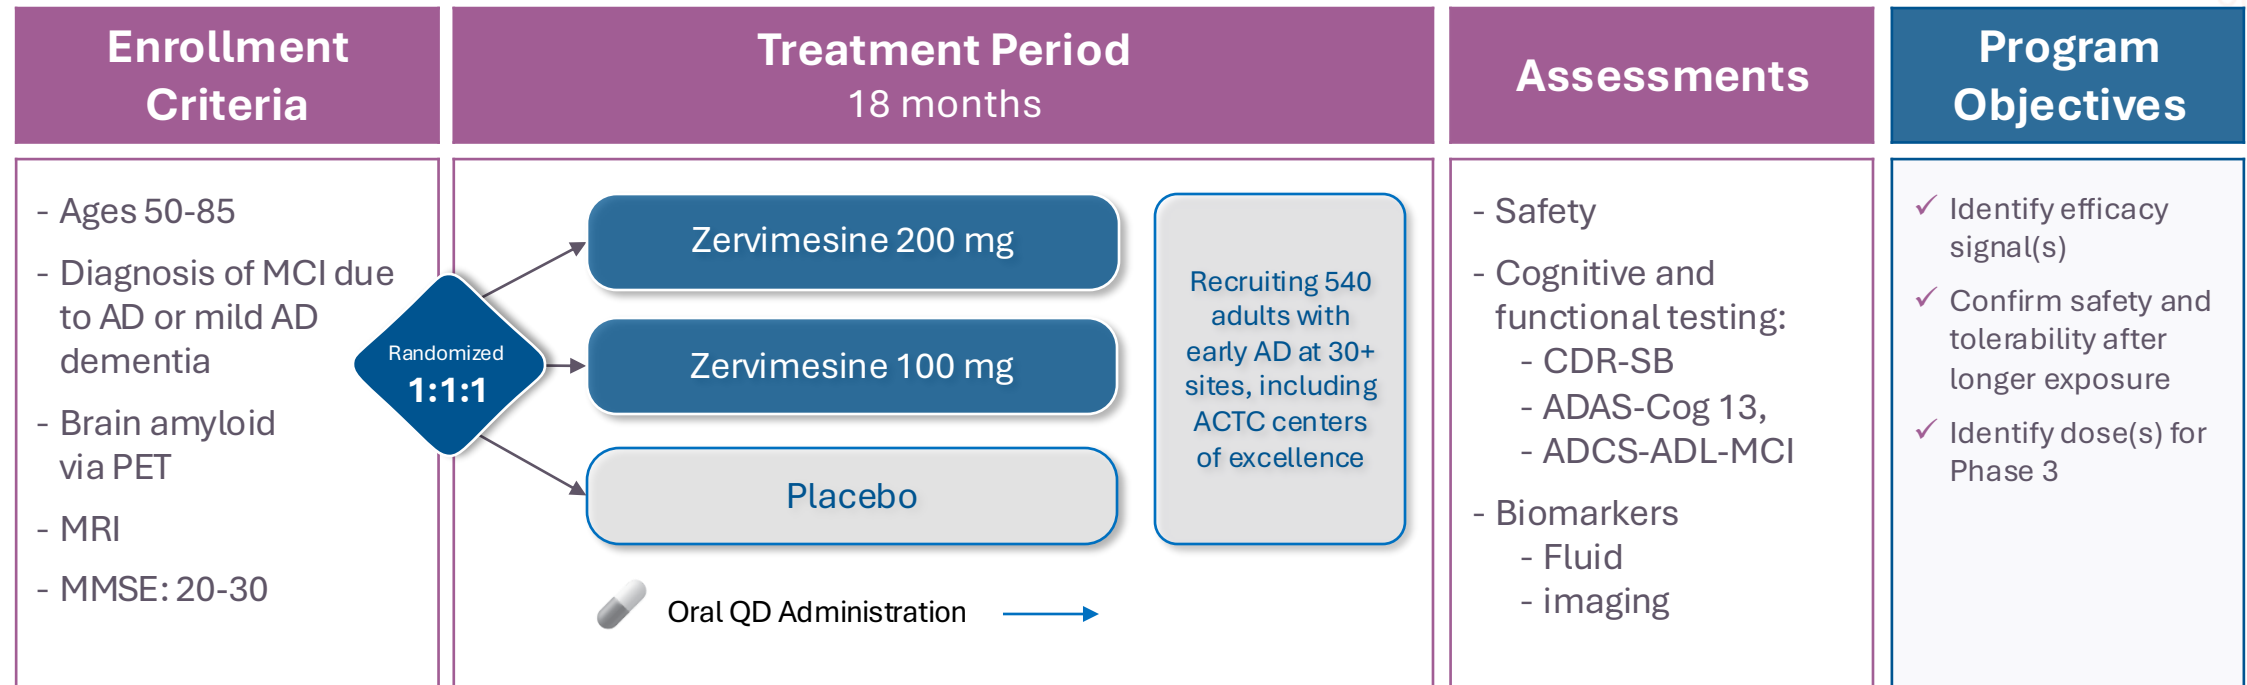 Enrollment
Criteria
Treatment Period
18 months
Assessments
Program
Objectives
- Ages 50-85
- Diagnosis of MCI due
to AD or mild AD
dementia
- Brain amyloid
via PET
- MRI
- MMSE: 20-30
Randomized
1:1:1
Zervimesine 200 mg
Zervimesine 100 mg
Placebo
Oral QD Administration
Recruiting 540
adults with
early AD at 30+
sites, including
ACTC centers
of excellence
- Safety
- Cognitive and
functional testing:
- CDR-SB
- ADAS-Cog 13,
- ADCS-ADL-MCI
- Biomarkers
- Fluid
- imaging
✓ Identify efficacy
signal(s)
✓ Confirm safety and
tolerability after
longer exposure
✓ Identify dose(s) for
Phase 3